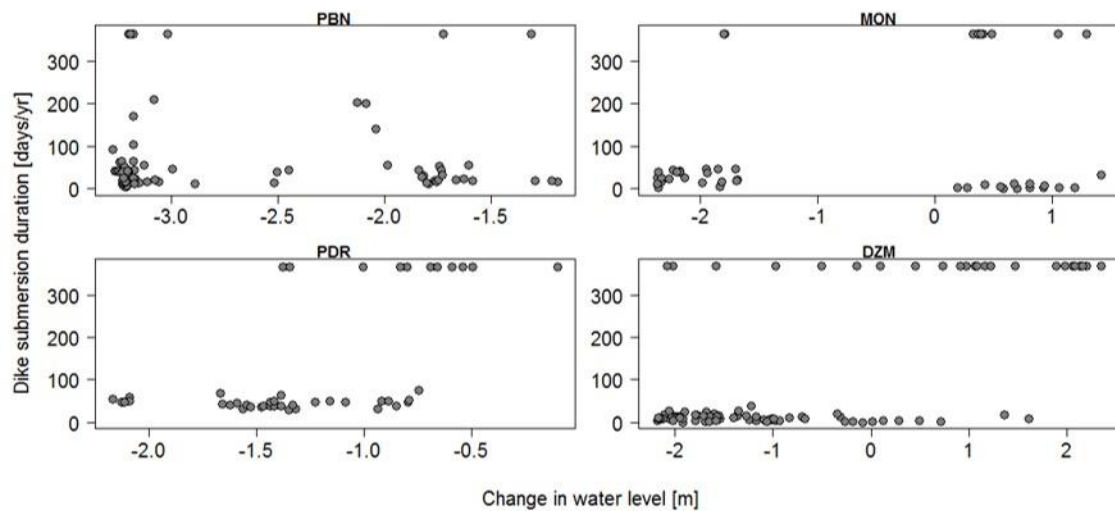 PBN MON
300
200
100
0
300
200
100
0
-3.0 -2.5 -2.0 -1.5 -2 -1 0 1
PDR DZM
300
200
100
0
300
200
100
0
-2.0 -1.5 -1.0 -0.5 -2 -1 0 1 2
Dike submersion duration [days/yr]
Change in water level [m]